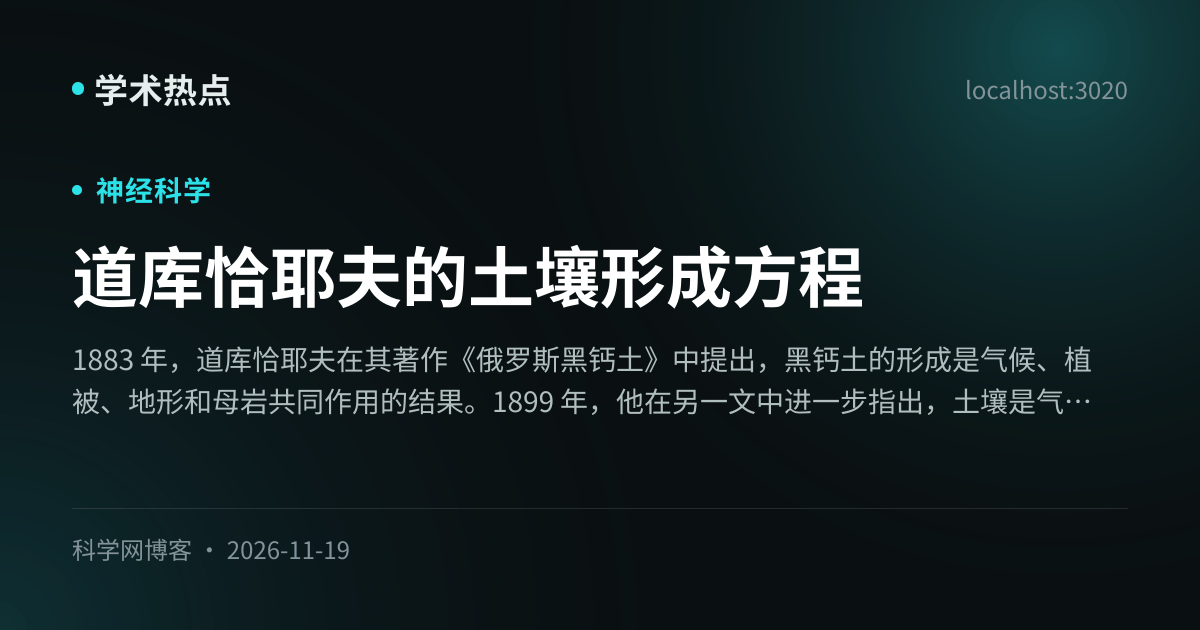 学术热点
localhost:3020
神经科学
道库恰耶夫的土壤形成方程
1883 年，道库恰耶夫在其著作《俄罗斯黑钙土》中提出，黑钙土的形成是气候、植
被、地形和母岩共同作用的结果。1899 年，他在另一文中进一步指出，土壤是气…
科学网博客 · 2026-11-19